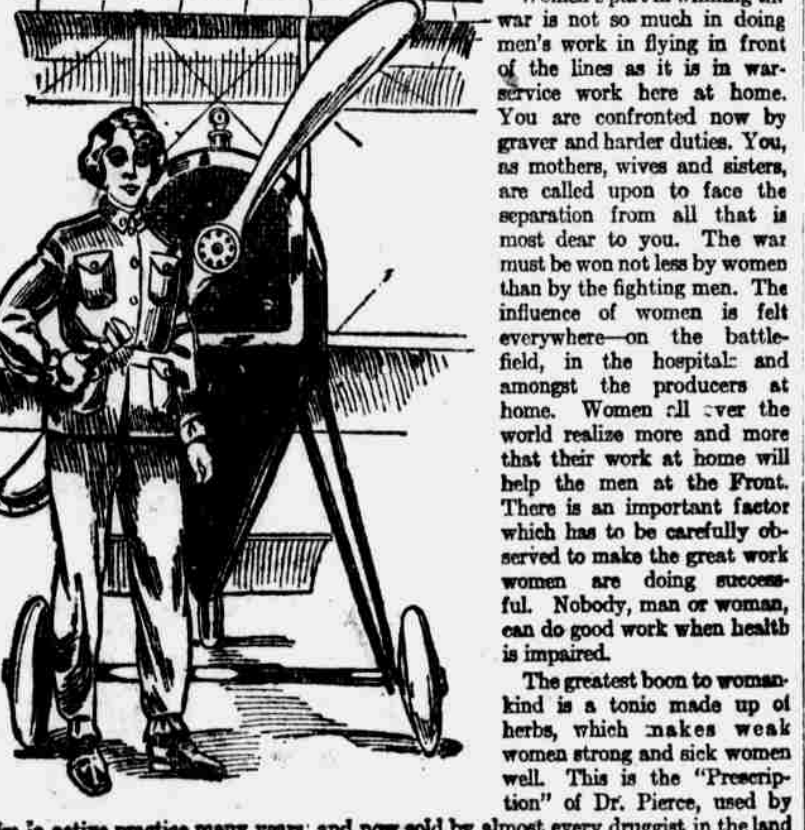 war is not so much in doing
men's work in flying in front
of the lines as it is in war-
service work here at home.
You are confronted now by
graver and harder duties. You,
as mothers, wives and sisters,
are called upon to face the
separation from all that is
most dear to you. The war
must be won not less by women
than by the fighting men. The
influence of women is felt
everywhere—on the battle-
field, in the hospitals and
amongst the producers at
home. Women all over the
world realize more and more
that their work at home will
help the men at the Front.
There is an important factor
which has to be carefully ob-
served to make the great work
women are doing success-
ful. Nobody, man or woman,
can do good work when health
is impaired.
The greatest boon to woman-
kind is a tonic made up of
herbs, which makes weak
women strong and sick women
well. This is the "Prescrip-
tion" of Dr. Pierce, used by
in active practice many years; and now sold by almost every druggist in the land